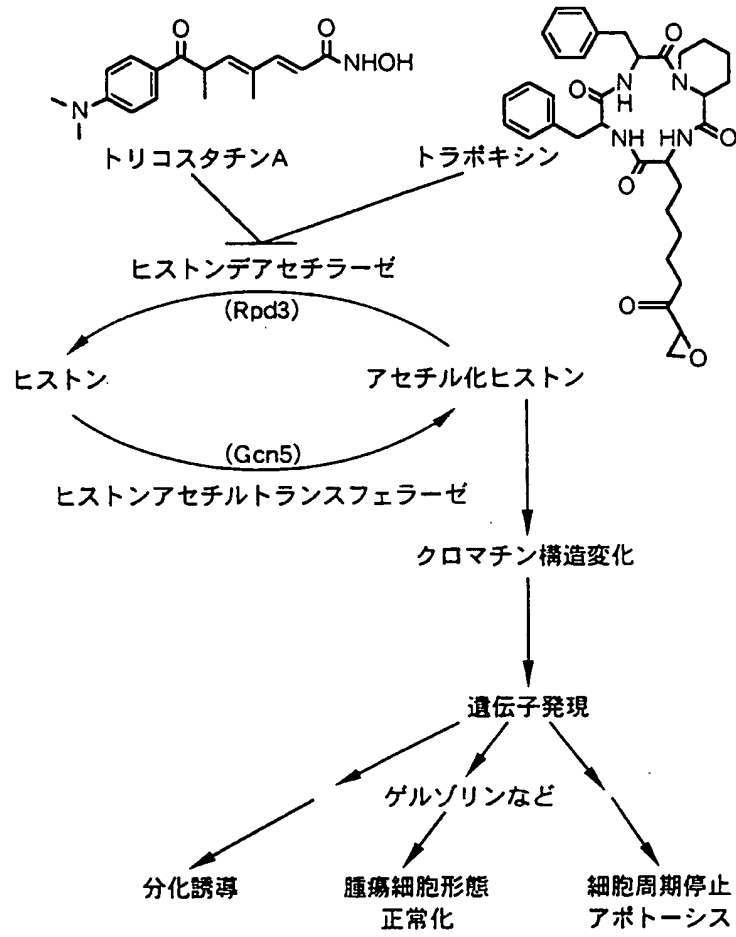 O
O
NHOH
N
トリコスタチンA
O
O
N
H
N
O
NH
HN
O
O
O
O
トラポキシン
ヒストンデアセチラーゼ
(Rpd3)
ヒストン
アセチル化ヒストン
(Gcn5)
ヒストンアセチルトランスフェラーゼ
クロマチン構造変化
遺伝子発現
ゲルゾリンなど
分化誘導
腫瘍細胞形態
正常化
細胞周期停止
アポトーシス